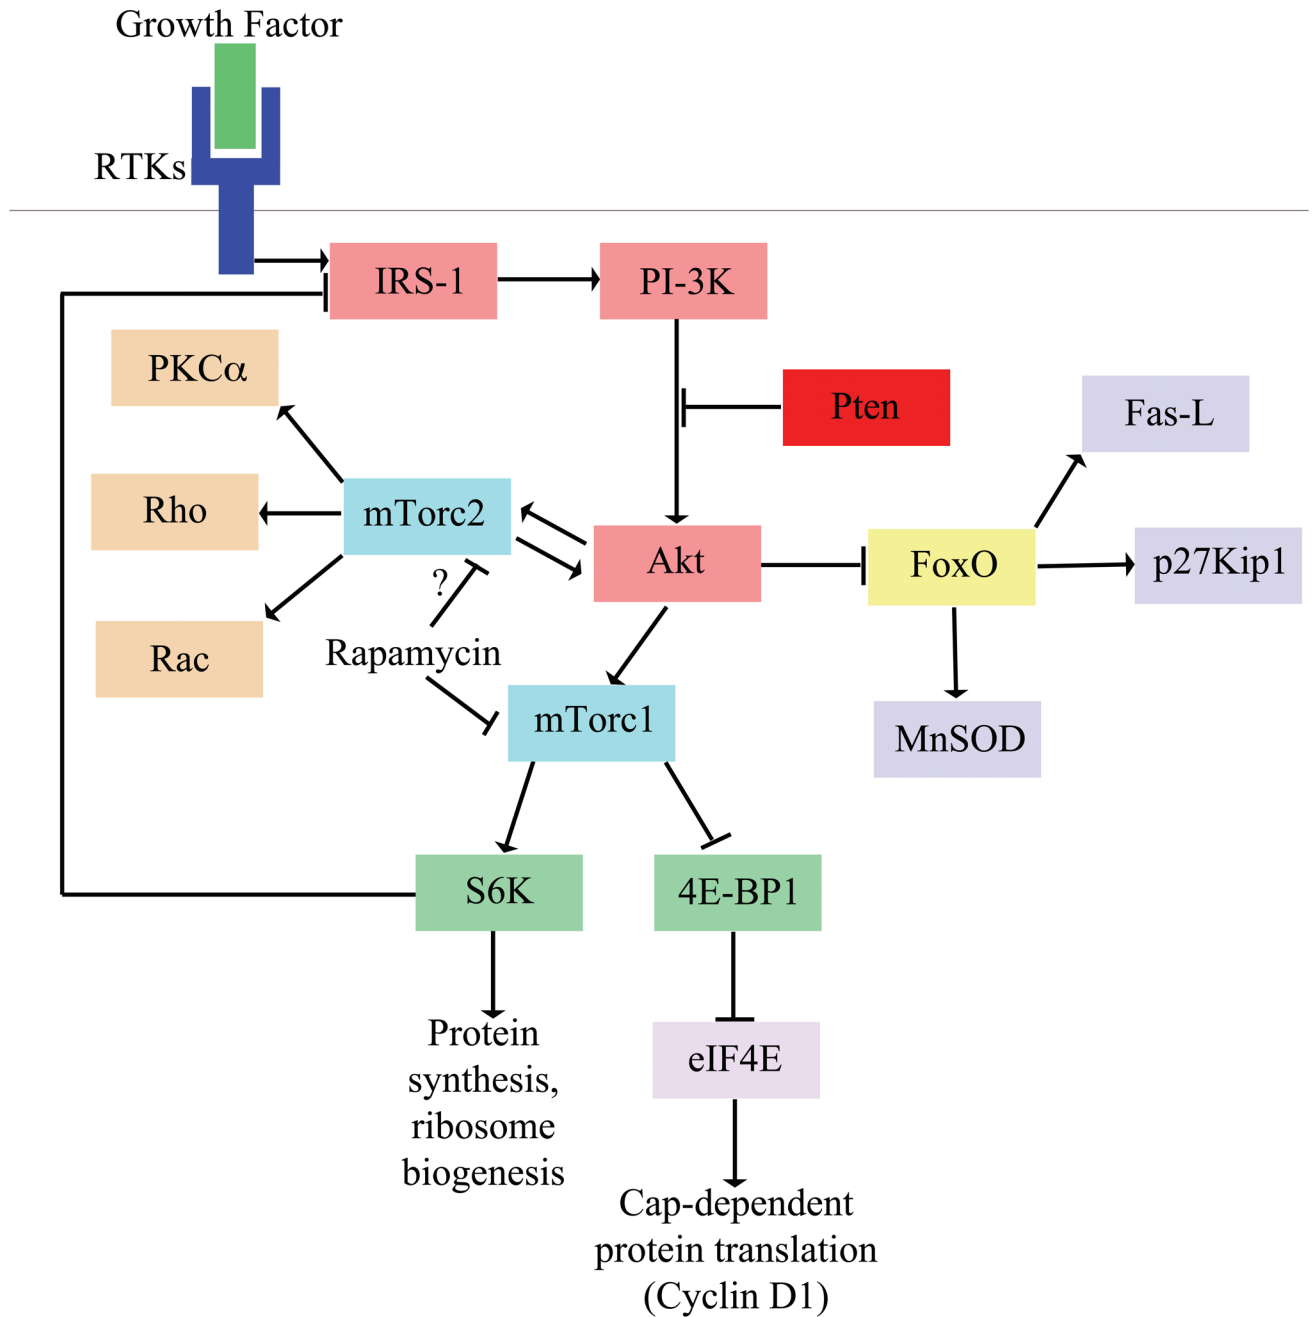 Growth Factor
RTKs
IRS-1
PI-3K
PKCα
Pten
Fas-L
Rho
mTorc2
Akt
FoxO
p27Kip1
?
Rac
Rapamycin
mTorc1
MnSOD
S6K
4E-BP1
Protein
synthesis,
ribosome
biogenesis
eIF4E
Cap-dependent
protein translation
(Cyclin D1)